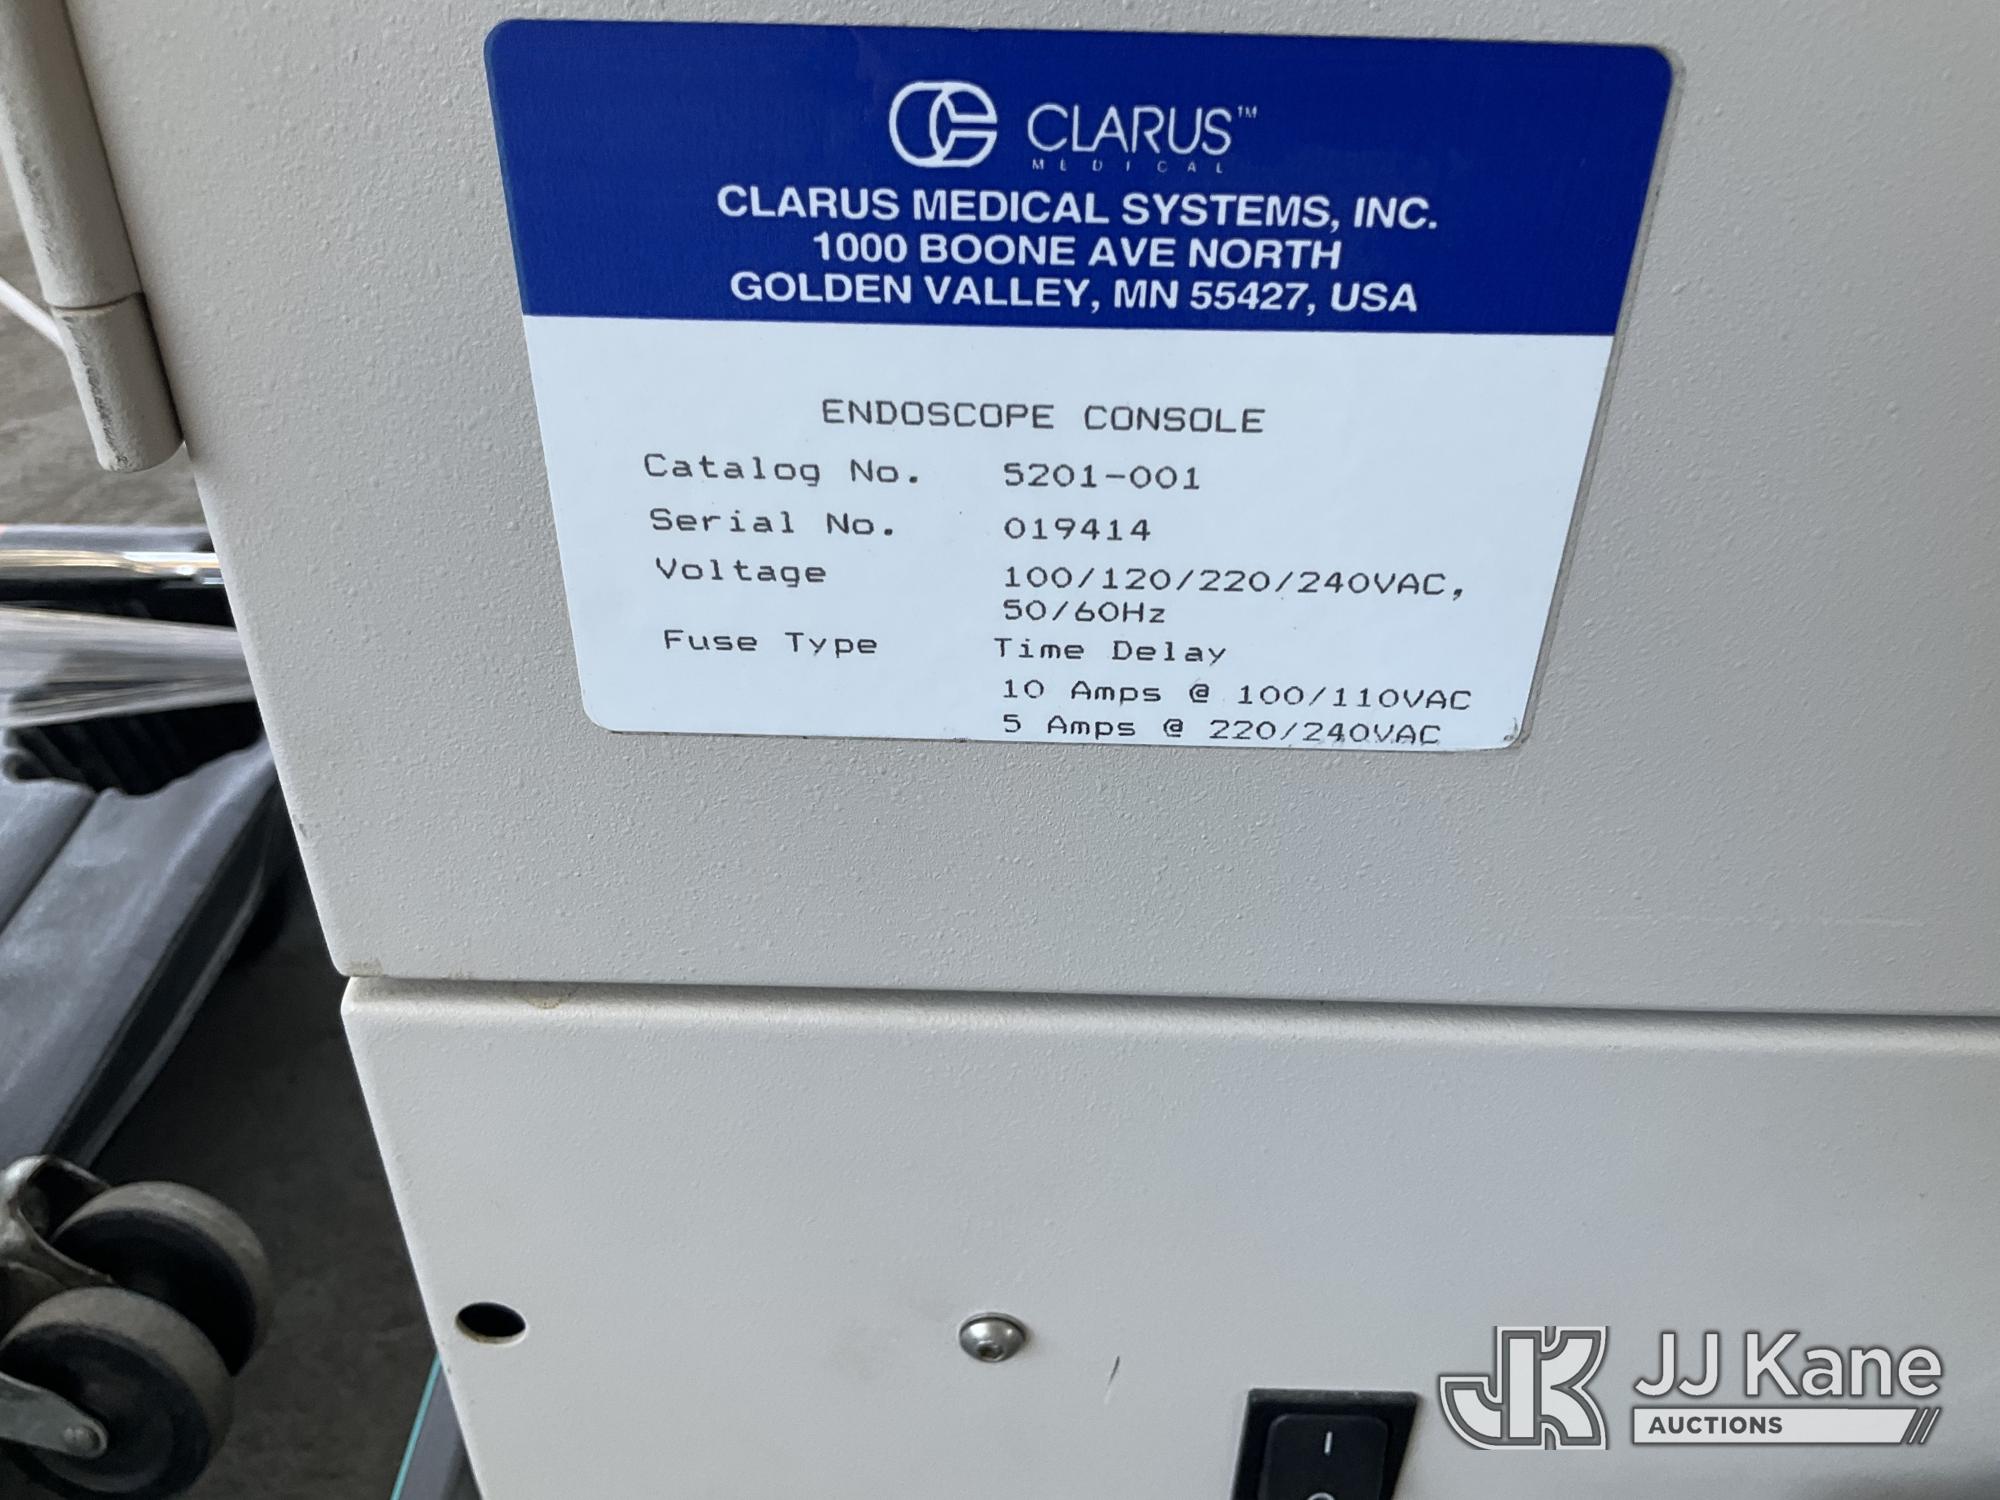 CLARUS™
MEDICAL
CLARUS MEDICAL SYSTEMS, INC.
1000 BOONE AVE NORTH
GOLDEN VALLEY, MN 55427, USA
ENDOSCOPE CONSOLE
Catalog No. 5201-001
Serial No. 019414
Voltage 100/120/220/240VAC,
50/60Hz
Fuse Type Time Delay
10 Amps @ 100/110VAC
5 Amps @ 220/240VAC
JK JJ Kane
AUCTIONS